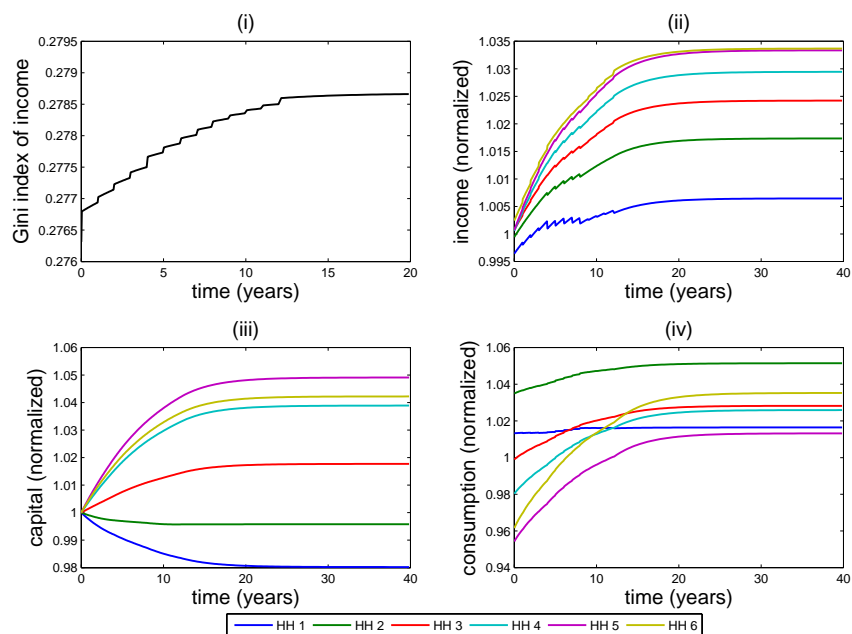 (i)
0.2795
0.279
0.2785
0.278
0.2775
0.277
0.2765
0.276
Gini index of income
0 5 10 15 20
time (years)
(ii)
1.035
1.03
1.025
1.02
1.015
1.01
1.005
1
0.995
income (normalized)
0 10 20 30 40
time (years)
(iii)
1.06
1.05
1.04
1.03
1.02
1.01
1
0.99
0.98
capital (normalized)
0 10 20 30 40
time (years)
(iv)
1.06
1.04
1.02
1
0.98
0.96
0.94
consumption (normalized)
0 10 20 30 40
time (years)
HH 1 HH 2 HH 3 HH 4 HH 5 HH 6